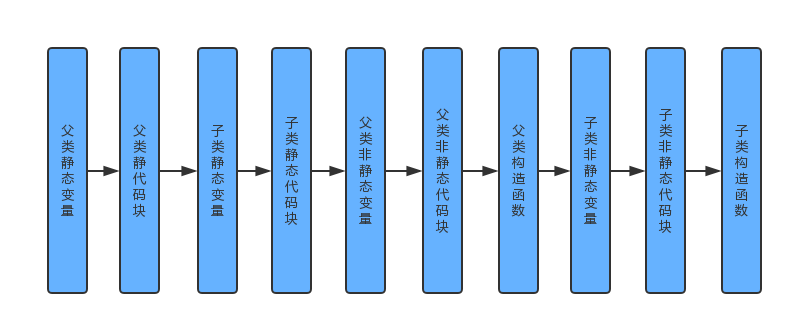 父类静态变量
父类静代码块
子类静态变量
子类静态代码块
父类非静态变量
父类非静态代码块
父类构造函数
子类非静态变量
子类非静态代码块
子类构造函数